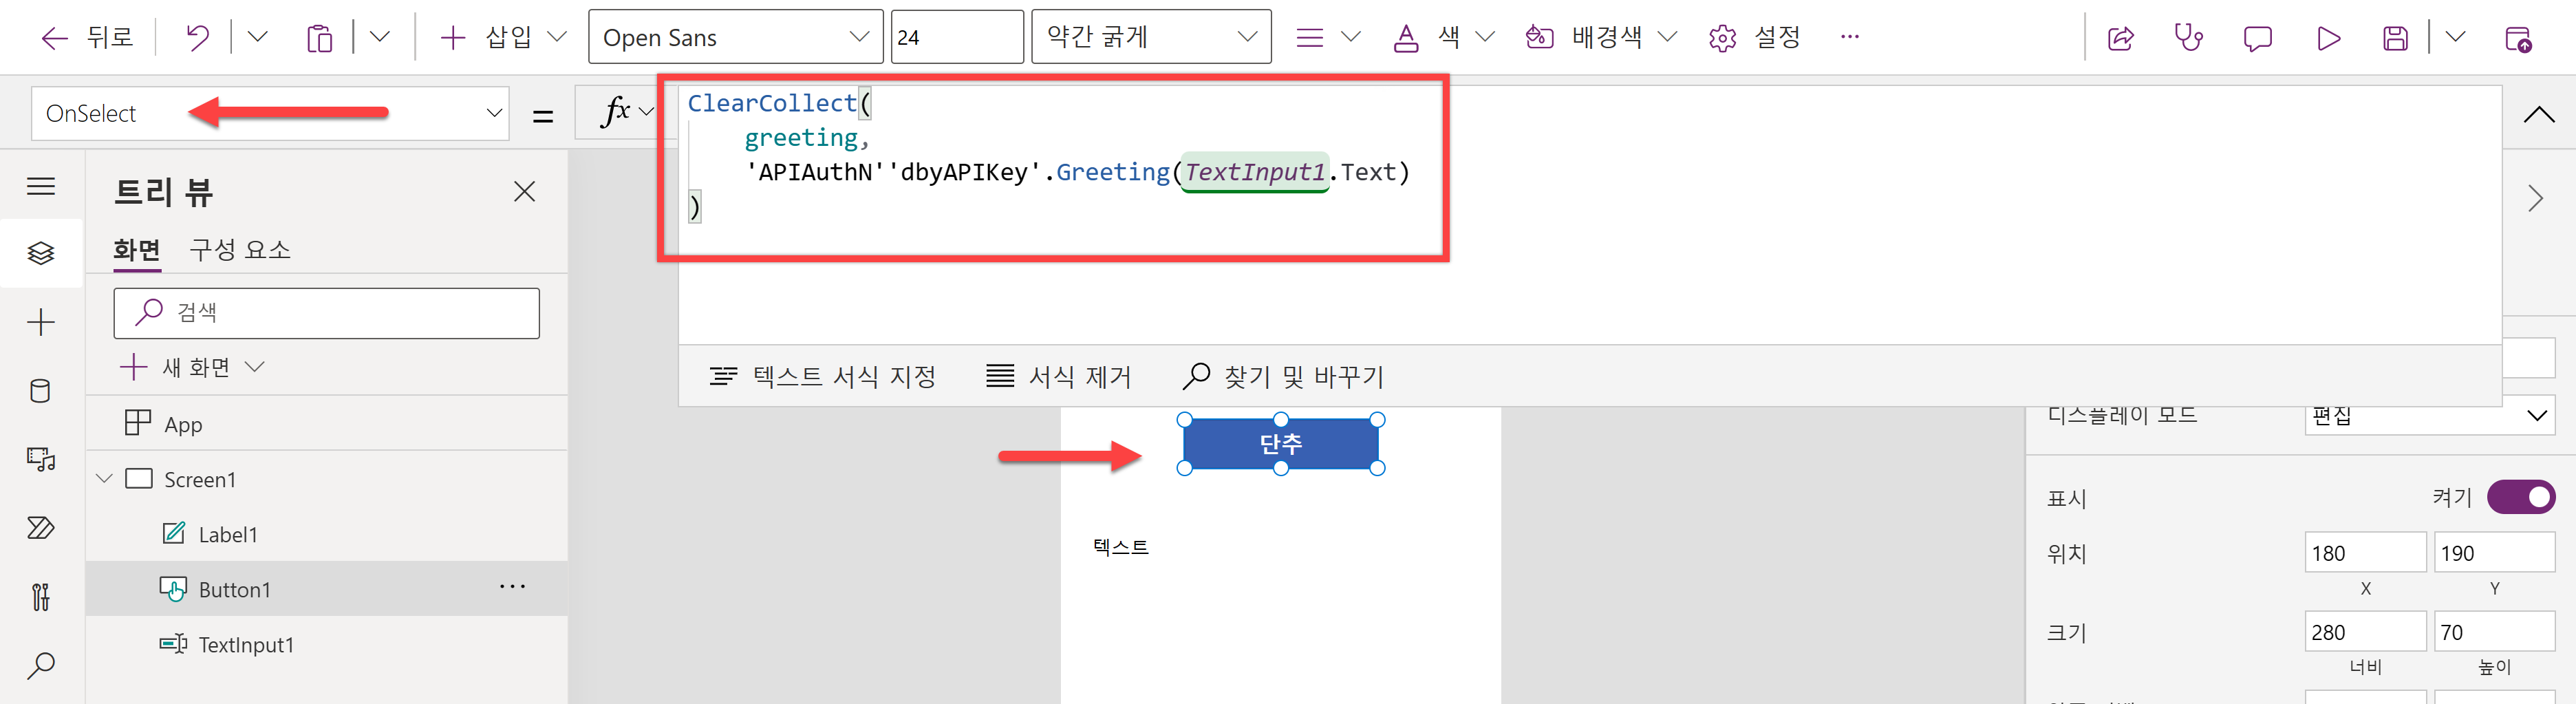 뒤로 삽입 Open Sans 24 약간 굵게 색 배경색 설정 ···
OnSelect = fx
ClearCollect(
greeting,
'APIAuthN''dbyAPIKey'.Greeting(TextInput1.Text)
)
텍스트 서식 지정 서식 제거 찾기 및 바꾸기
트리 뷰
화면 구성 요소
검색
새 화면
App
Screen1
Label1
Button1 ···
TextInput1
단추
텍스트
디스플레이 모드 편집
표시 켜기
위치 180 190
X Y
크기 280 70
너비 높이